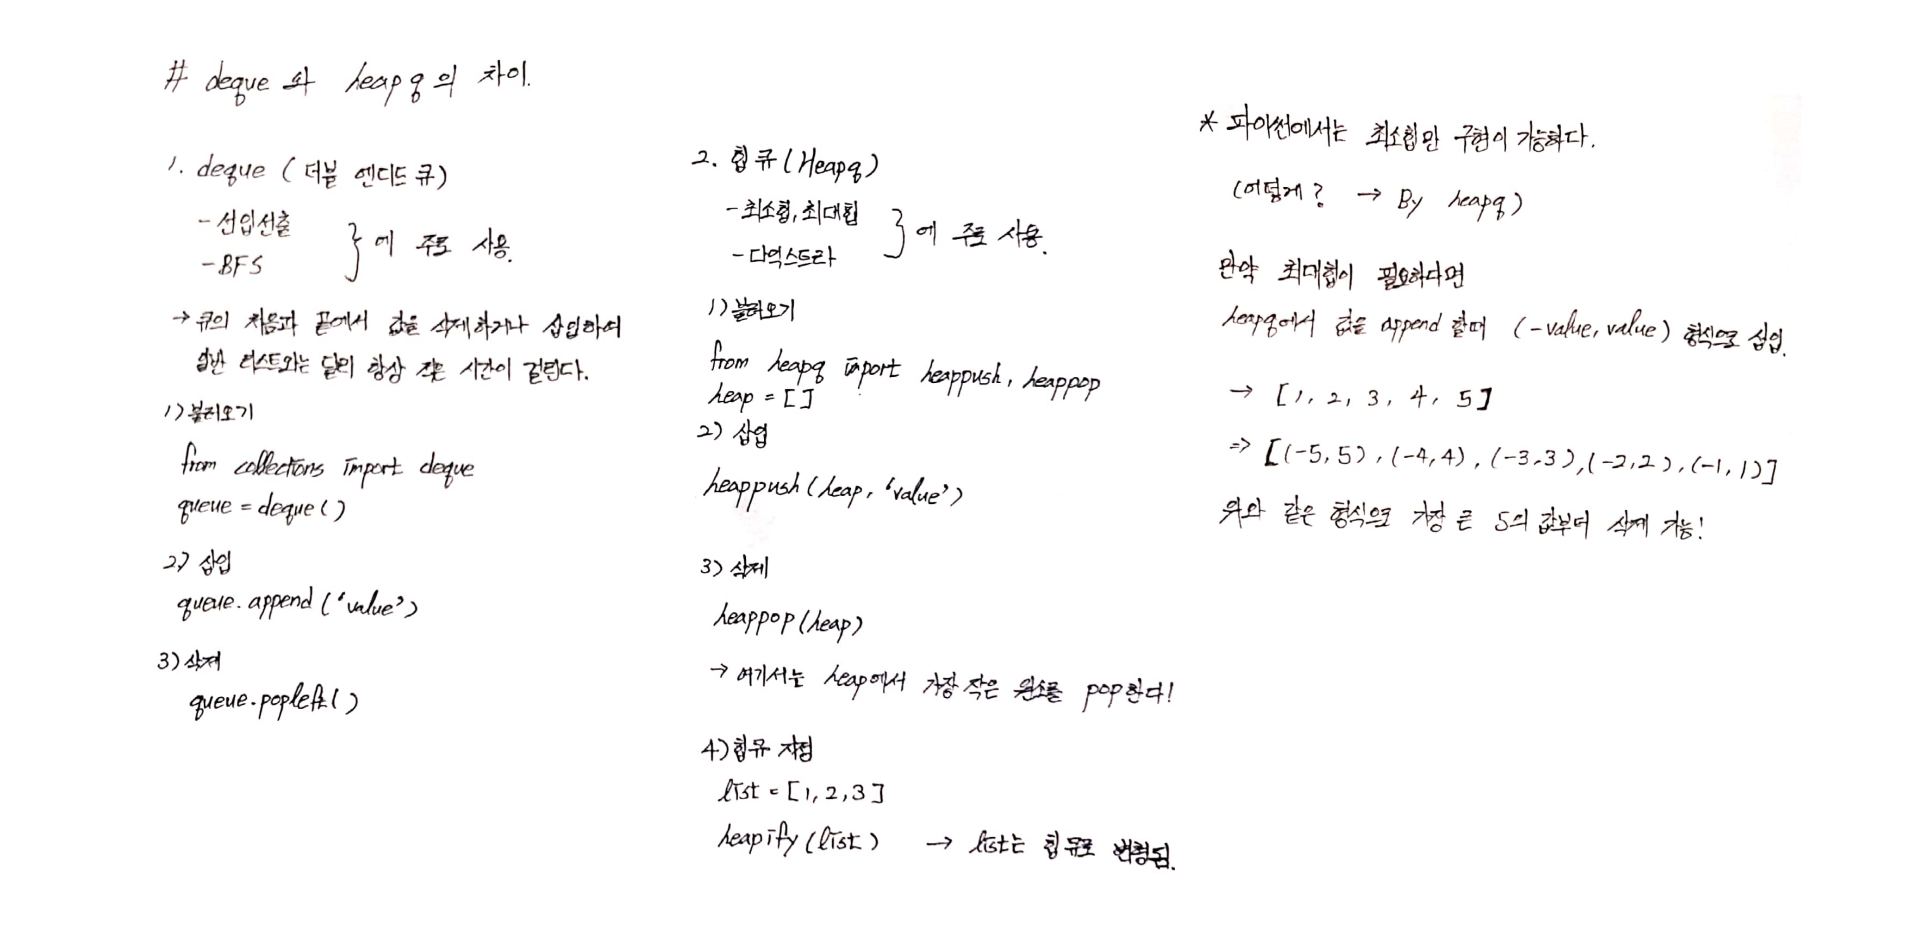 # deque 와 heapq의 차이.
1. deque ( 더블 엔디드 큐)
- 선입선출
- BFS
} 에 주로 사용.
→ 큐의 처음과 끝에서 값을 삭제하거나 삽입하여
일반 리스트와는 달리 항상 작은 시간이 걸린다.
1) 불러오기
from collections import deque
queue = deque()
2) 삽입
queue.append('value')
3) 삭제
queue.popleft()
2. 힙큐(Heapq)
- 최소힙, 최대힙
- 다익스트라
} 에 주로 사용.
1) 불러오기
from heapq import heappush, heappop
heap = []
2) 삽입
heappush(heap, 'value')
3) 삭제
heappop(heap)
→ 여기서는 heap에서 가장 작은 원소를 pop한다!
4) 힙큐 지정
list = [1, 2, 3]
heapify(list) → list는 힙큐로 변형됨.
* 파이썬에서는 최소힙만 구현이 가능하다.
(어떻게? → By heapq)
만약 최대힙이 필요하다면
heapq에서 값을 append 할때 (-value, value) 형식으로 삽입.
→ [1, 2, 3, 4, 5]
⇒ [(-5, 5), (-4, 4), (-3, 3), (-2, 2), (-1, 1)]
위와 같은 형식으로 가장 큰 5의 값부터 삭제 가능!